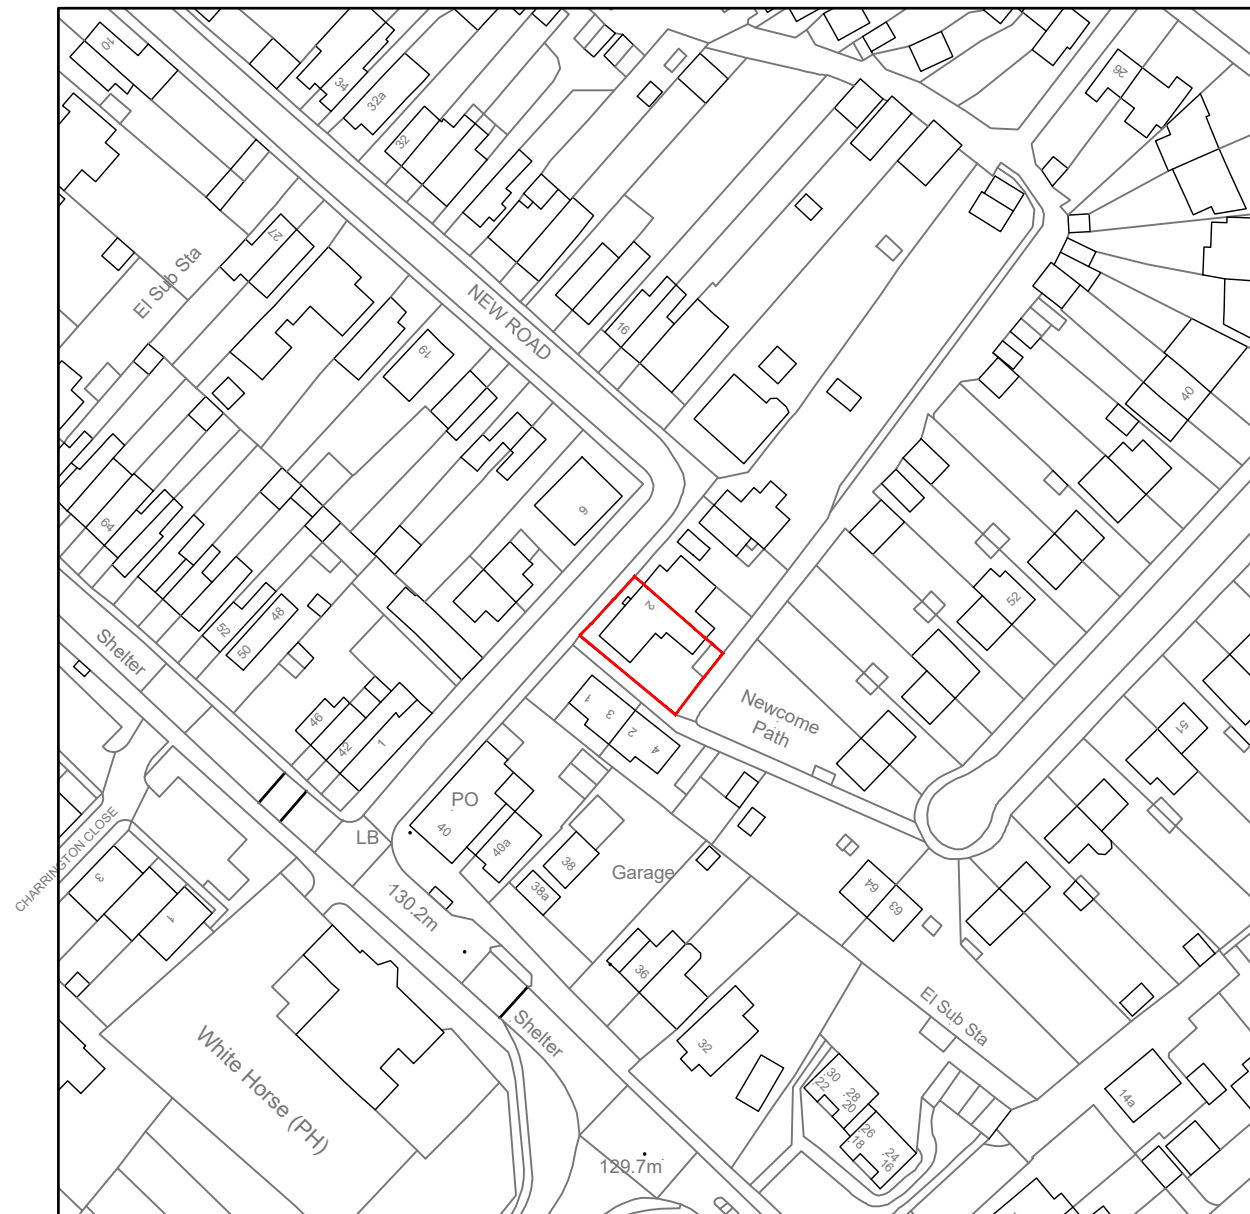 10
34
32a
32
26
27
El Sub Sta
NEW ROAD
16
19
40
9
64
2
52
52
48
50
Shelter
46
42
1
1
3
2
4
Newcome
Path
51
PO
40
40a
LB
38
38a
Garage
CHARRINGTON CLOSE
3
1
130.2m
64
63
36
32
El Sub Sta
Shelter
White Horse (PH)
30
22
28
20
26
18
24
16
14a
129.7m